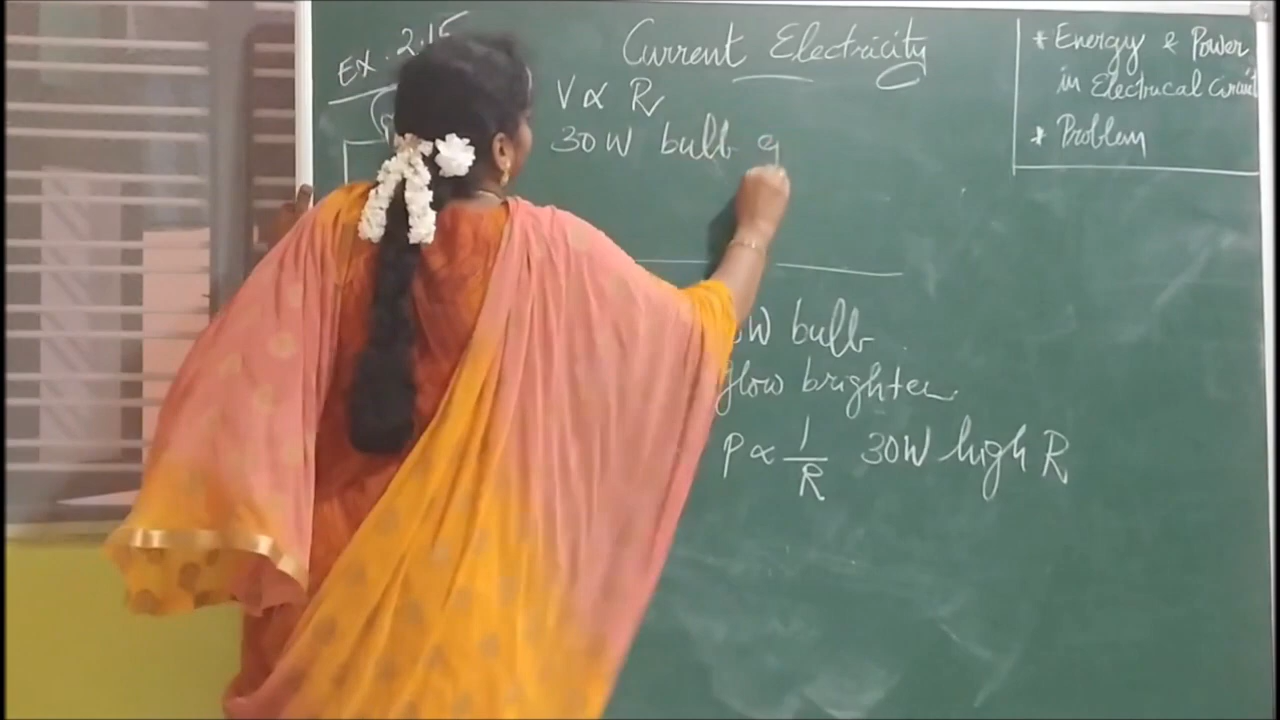 Ex. 2.15
Current Electricity
* Energy & Power
in Electrical Circuit
* Problem
V ∝ R
30 W bulb g
W bulb
glow brighter.
P ∝ 1/R 30W high R